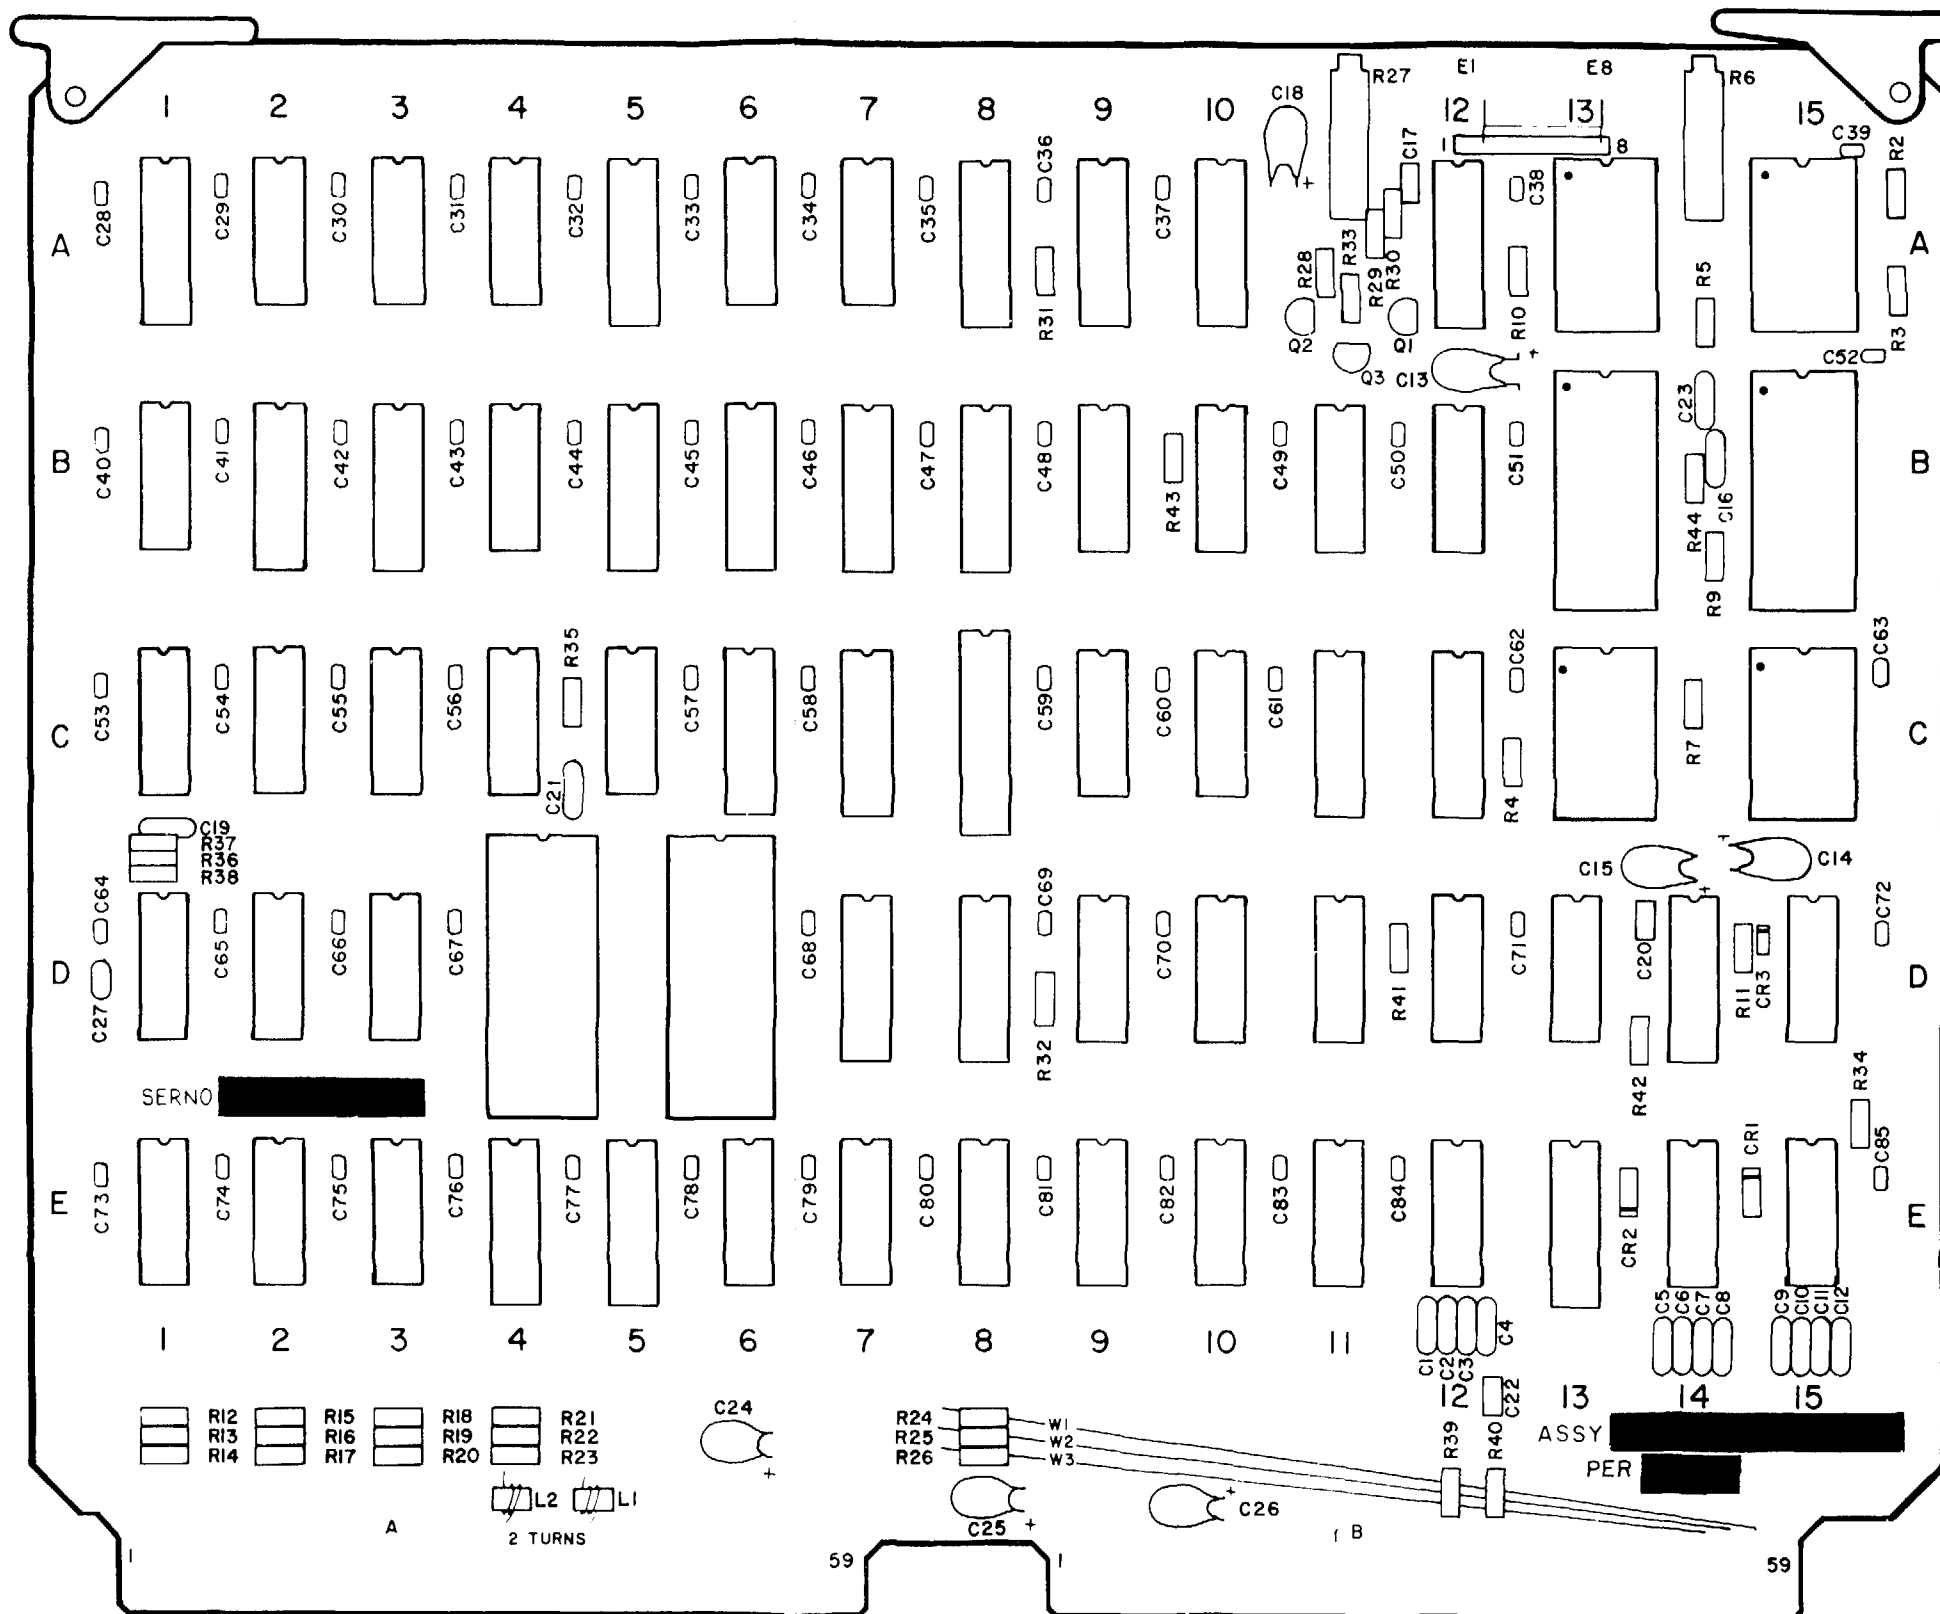 R27 E1 E8 R6
C18
1 2 3 4 5 6 7 8 9 10 12 13 15
C39
R2
1 8
C36 C17
C28 C29 C30 C31 C32 C33 C34 C35 C37 C38
A A
R28 R33 R29 R30 R5
R31 R10 R3
Q2 Q1
Q3 C13 + C52
C23
B C40 C41 C42 C43 C44 C45 C46 C47 C48 R43 C49 C50 C51 B
R44 C16
R9
R35 C62 C63
C53 C54 C55 C56 C57 C58 C59 C60 C61
C C
C21 R4 R7
C19
R37
R36
R38
C15 + + C14
C64 C69 C72
C65 C66 C67 C68 C70 R41 C71 C20 R11 CR3
D D
C27 R32 R42 R34
SERNO
CR1 C85
E C73 C74 C75 C76 C77 C78 C79 C80 C81 C82 C83 C84 CR2 E
C5 C6 C7 C8 C9 C10 C11 C12
1 2 3 4 5 6 7 8 9 10 11
C1 C2 C3 C4
12 13 14 15
C22
R12 R15 R18 R21 C24 R24 W1
R13 R16 R19 R22 R25 W2 R39 R40 ASSY
R14 R17 R20 R23 + R26 W3 PER
L2 L1 + C26
A 2 TURNS C25 + B
1 59 1 59